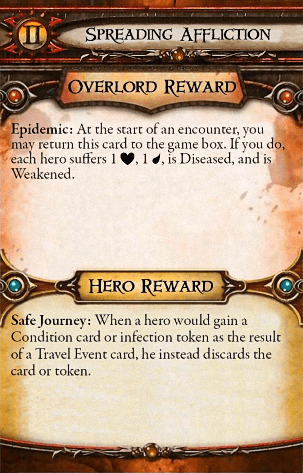 II
Spreading Affliction
Overlord Reward
Epidemic: At the start of an encounter, you
may return this card to the game box. If you do,
each hero suffers 1 ♥, 1 , is Diseased, and is
Weakened.
Hero Reward
Safe Journey: When a hero would gain a
Condition card or infection token as the result
of a Travel Event card, he instead discards the
card or token.